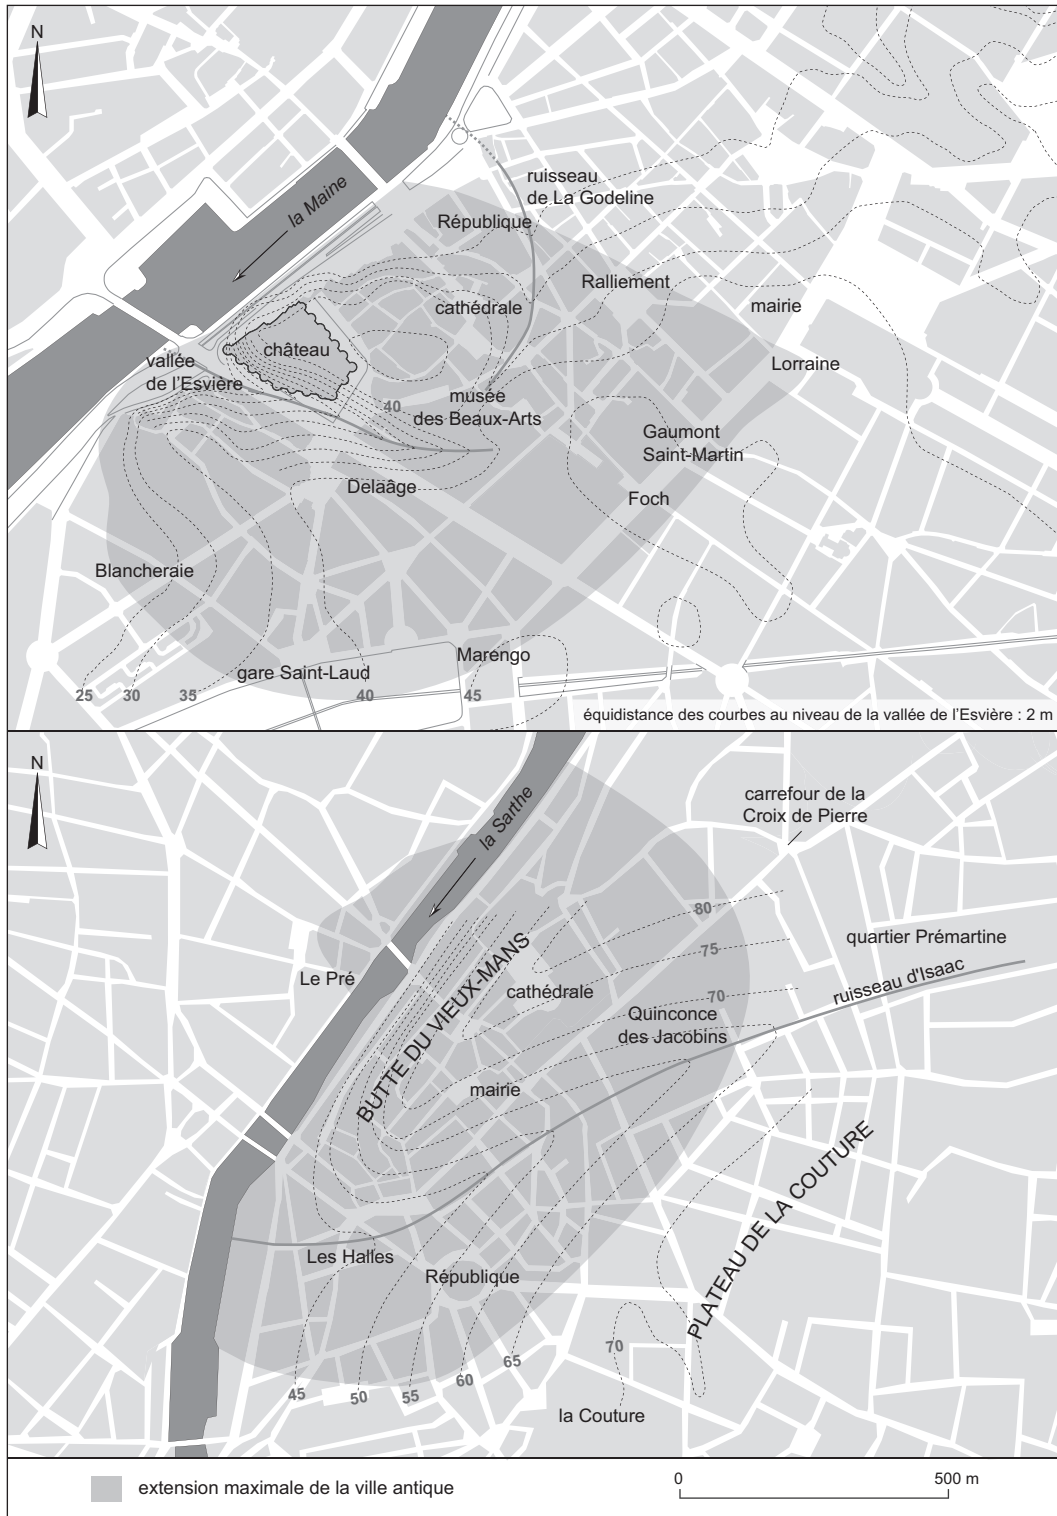 N
la Maine
ruisseau
de La Godeline
République
Ralliement
cathédrale
mairie
château
vallée
de l'Esvière
Lorraine
musée
des Beaux-Arts
40
Gaumont
Saint-Martin
Delaâge
Foch
Blancheraie
Marengo
gare Saint-Laud
25
30
35
40
45
équidistance des courbes au niveau de la vallée de l'Esvière : 2 m
N
la Sarthe
carrefour de la
Croix de Pierre
80
75
quartier Prémartine
ruisseau d'Isaac
Le Pré
BUTTE DU VIEUX-MANS
cathédrale
70
Quinconce
des Jacobins
mairie
PLATEAU DE LA COUTURE
Les Halles
République
70
65
60
55
50
45
la Couture
extension maximale de la ville antique
0
500 m